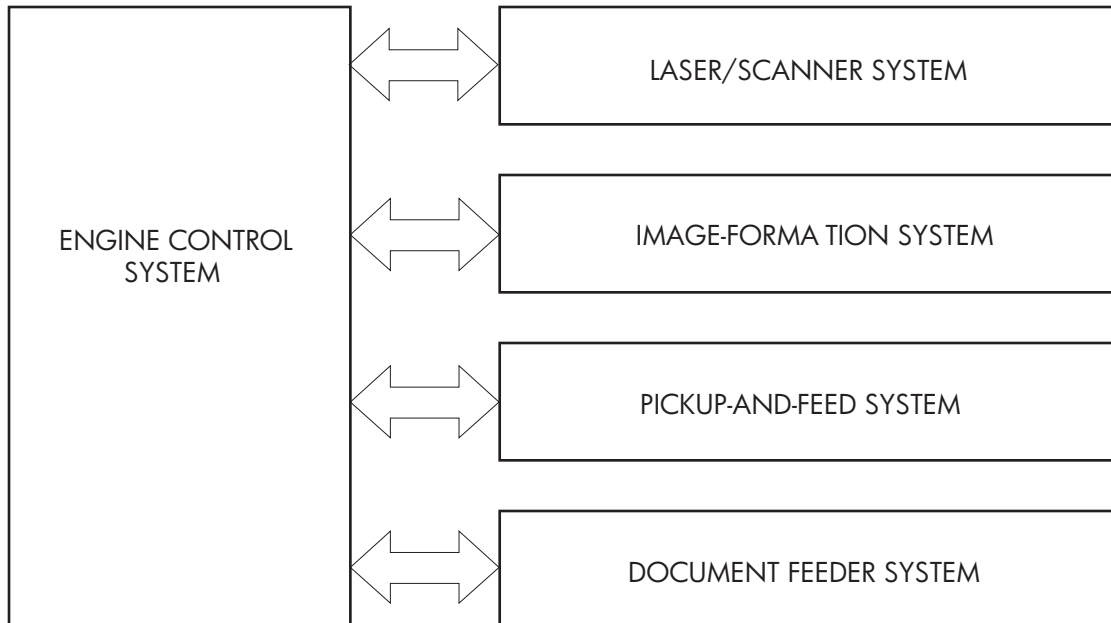 LASER/SCANNER SYSTEM
ENGINE CONTROL
SYSTEM
IMAGE-FORMA TION SYSTEM
PICKUP-AND-FEED SYSTEM
DOCUMENT FEEDER SYSTEM